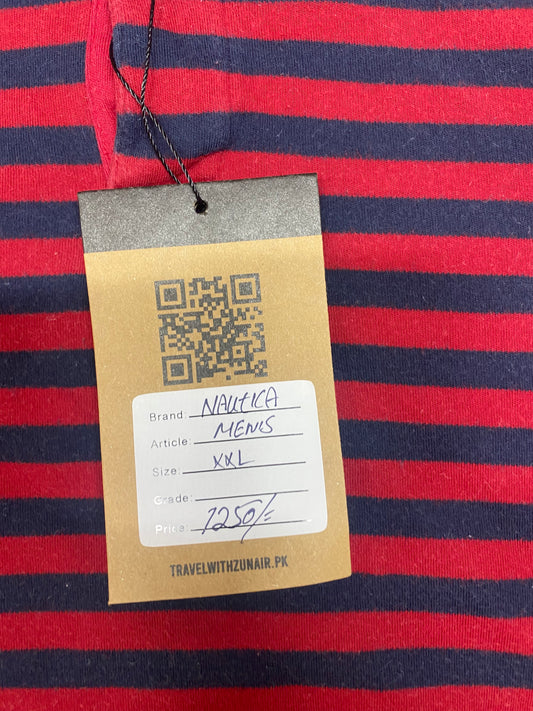 Brand: NAUTICA
Article: MENS
Size: XXL
Grade:
Price: 1250/=
TRAVELWITHZUNAIR.PK